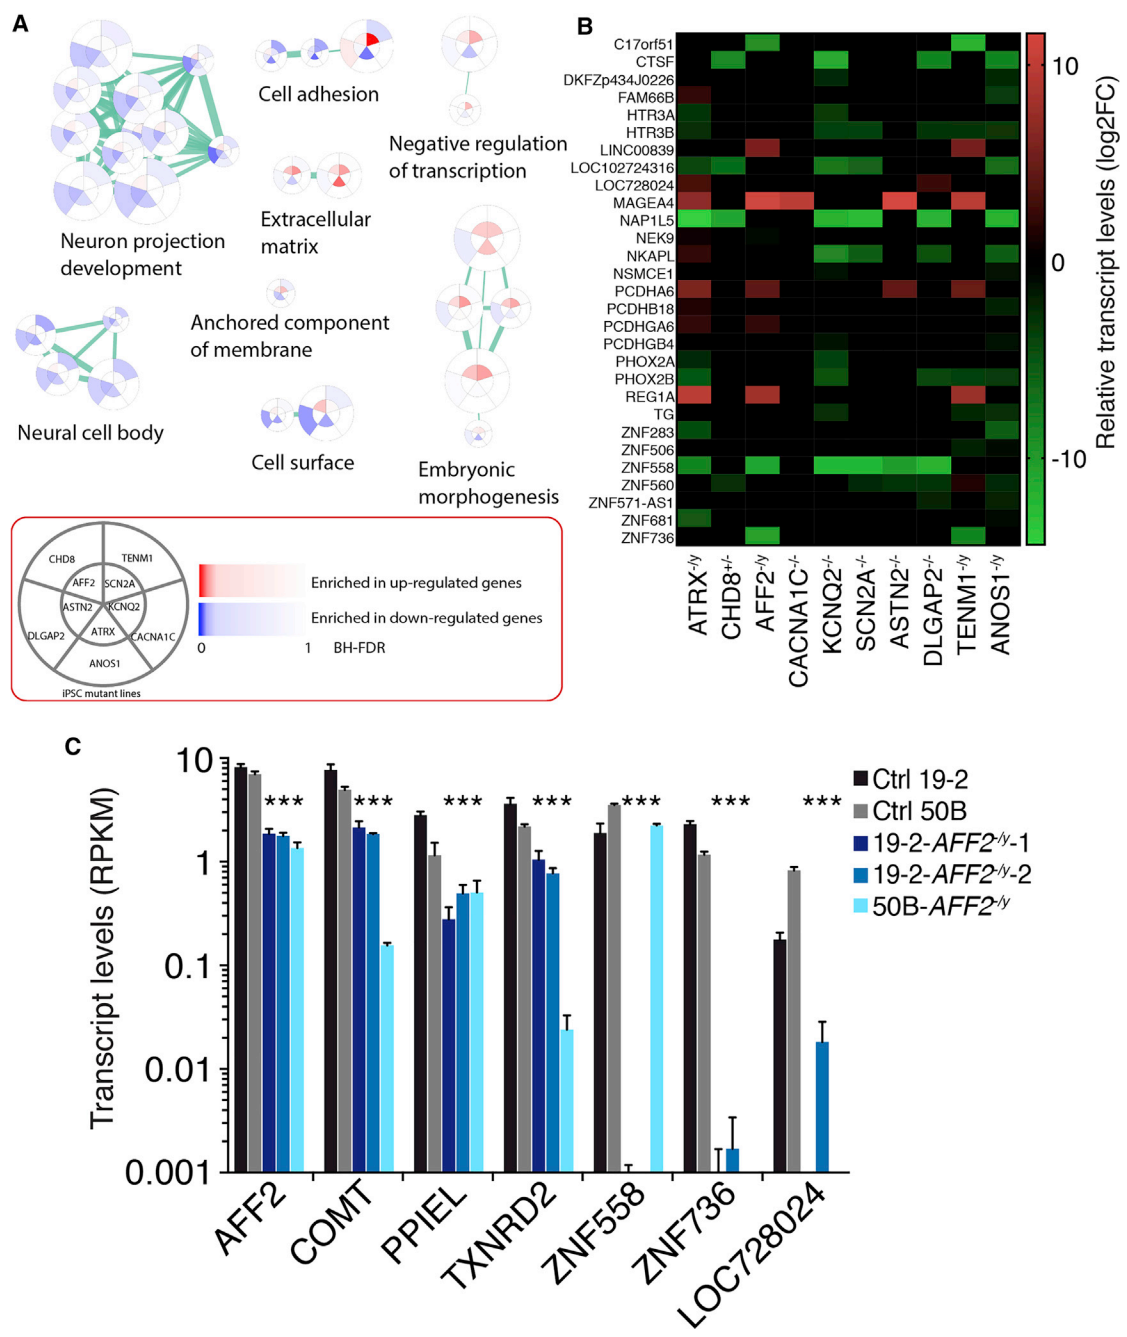 A
Neuron projection
development
Cell adhesion
Negative regulation
of transcription
Extracellular
matrix
Anchored component
of membrane
Neural cell body
Cell surface
Embryonic
morphogenesis
CHD8
TENM1
AFF2
SCN2A
ASTN2
KCNQ2
DLGAP2
ATRX
CACNA1C
ANOS1
iPSC mutant lines
Enriched in up-regulated genes
Enriched in down-regulated genes
0 1 BH-FDR
B
C17orf51
CTSF
DKFZp434J0226
FAM66B
HTR3A
HTR3B
LINC00839
LOC102724316
LOC728024
MAGEA4
NAP1L5
NEK9
NKAPL
NSMCE1
PCDHA6
PCDHB18
PCDHGA6
PCDHGB4
PHOX2A
PHOX2B
REG1A
TG
ZNF283
ZNF506
ZNF558
ZNF560
ZNF571-AS1
ZNF681
ZNF736
ATRX-/y
CHD8+/-
AFF2-/y
CACNA1C-/-
KCNQ2-/-
SCN2A-/-
ASTN2-/-
DLGAP2-/-
TENM1-/y
ANOS1-/y
10
0
-10
Relative transcript levels (log2FC)
C
Transcript levels (RPKM)
10
1
0.1
0.01
0.001
*** *** *** *** *** *** ***
AFF2
COMT
PPIEL
TXNRD2
ZNF558
ZNF736
LOC728024
Ctrl 19-2
Ctrl 50B
19-2-AFF2-/y-1
19-2-AFF2-/y-2
50B-AFF2-/y